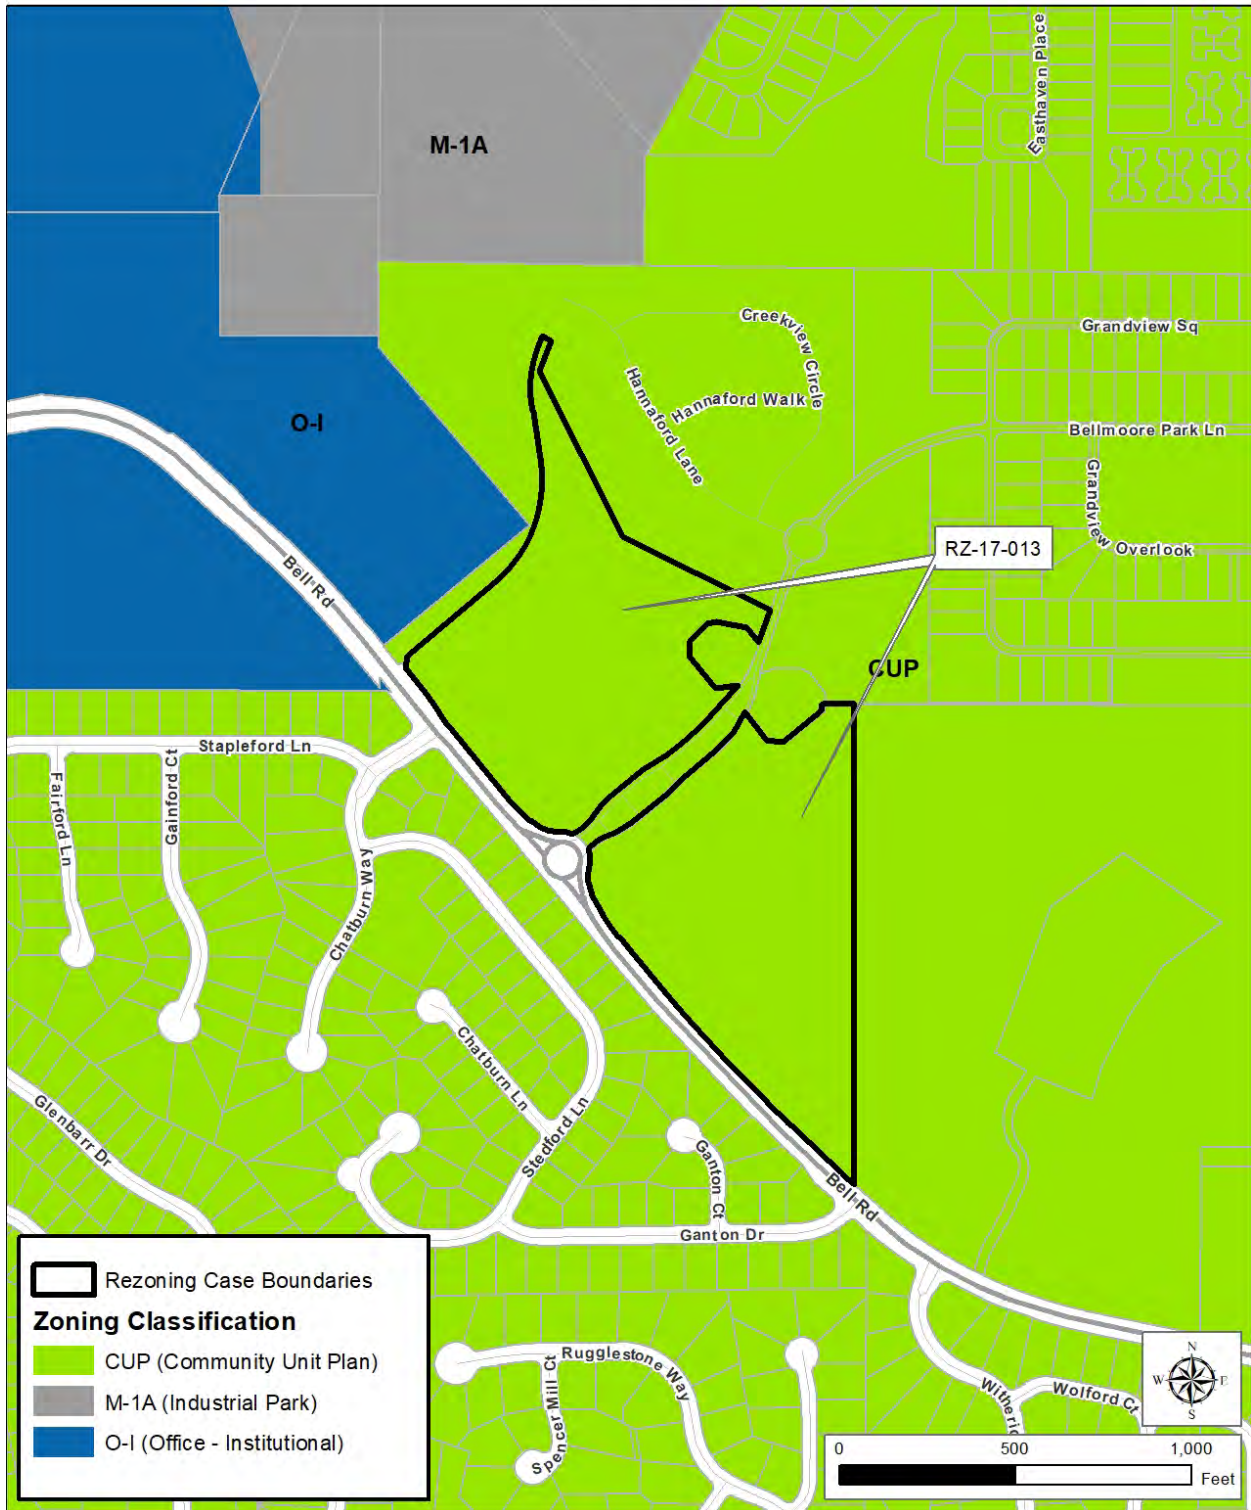 Easthaven Place
M-1A
Grandview Sq
Creekview Circle
Hannaford Walk
Hannaford Lane
O-I
Bellmoore Park Ln
Grandview Overlook
RZ-17-013
Bell Rd
CUP
Stapleford Ln
Fairford Ln
Gainford Ct
Chatburn Way
Chatburn Ln
Stedford Ln
Glenbarr Dr
Ganton Ct
Ganton Dr
Bell Rd
Rugglestone Way
Spencer Mill Ct
Wolford Ct
Rezoning Case Boundaries
Zoning Classification
CUP (Community Unit Plan)
M-1A (Industrial Park)
O-I (Office - Institutional)
N
W E
S
0 500 1,000
Feet